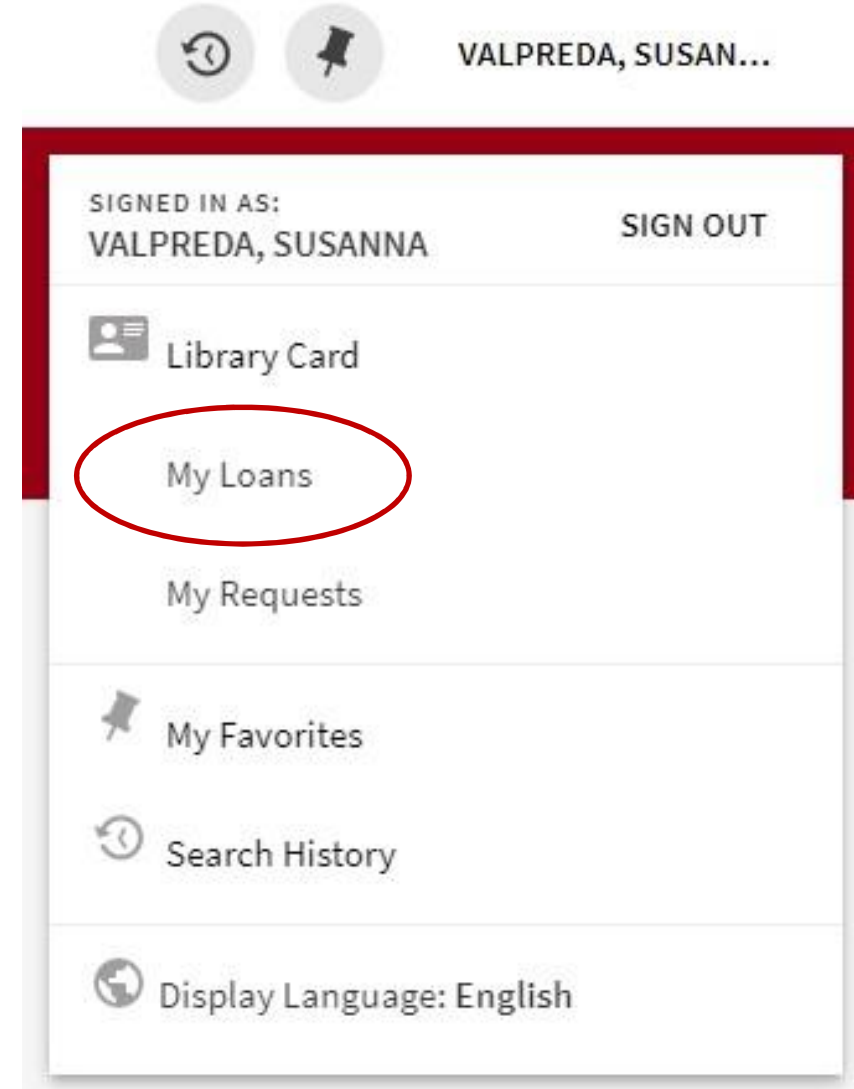 VALPREDA, SUSAN...
SIGNED IN AS:
VALPREDA, SUSANNA
SIGN OUT
Library Card
My Loans
My Requests
My Favorites
Search History
Display Language: English